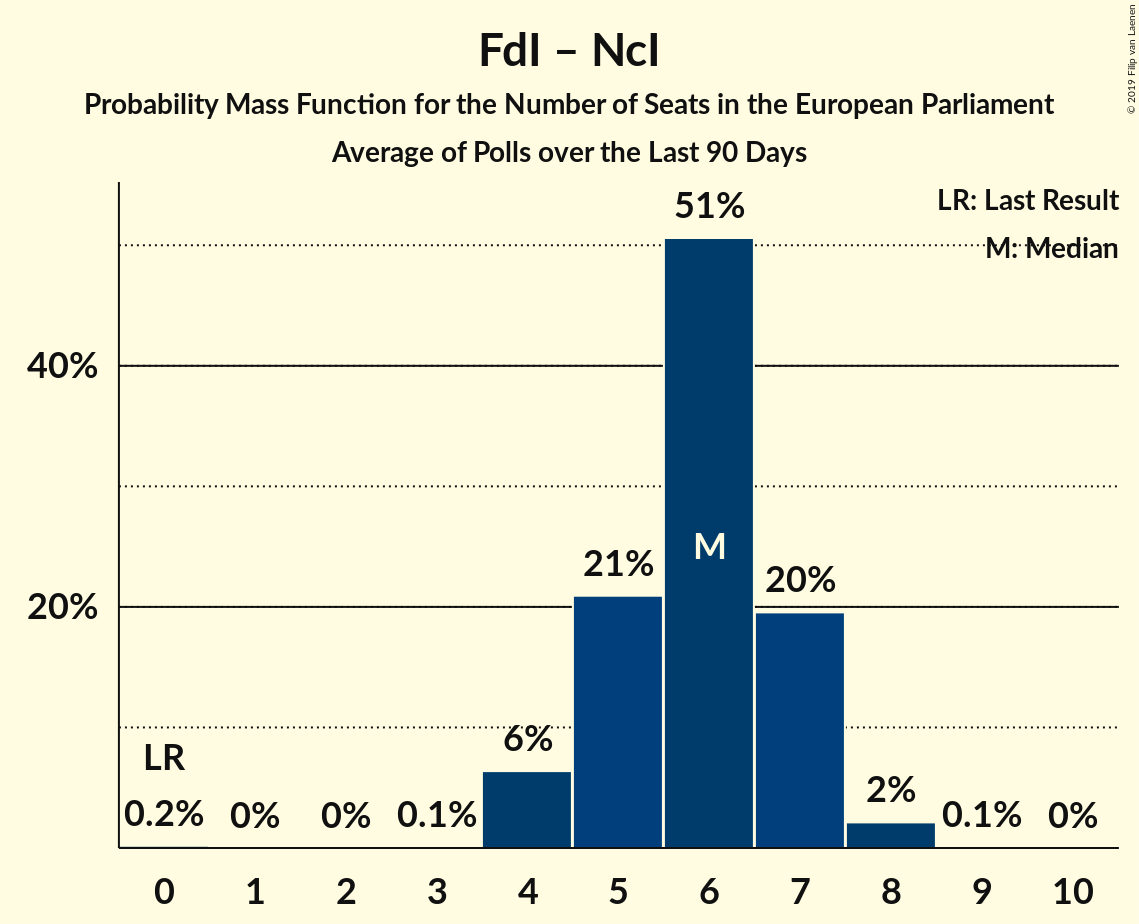 FdI – NcI
Probability Mass Function for the Number of Seats in the European Parliament
Average of Polls over the Last 90 Days
© 2019 Filip van Laenen
LR: Last Result
M: Median
51%
40%
M
21%
20%
20%
6%
LR
2%
0.2%
0%
0%
0.1%
0.1%
0%
0 1 2 3 4 5 6 7 8 9 10